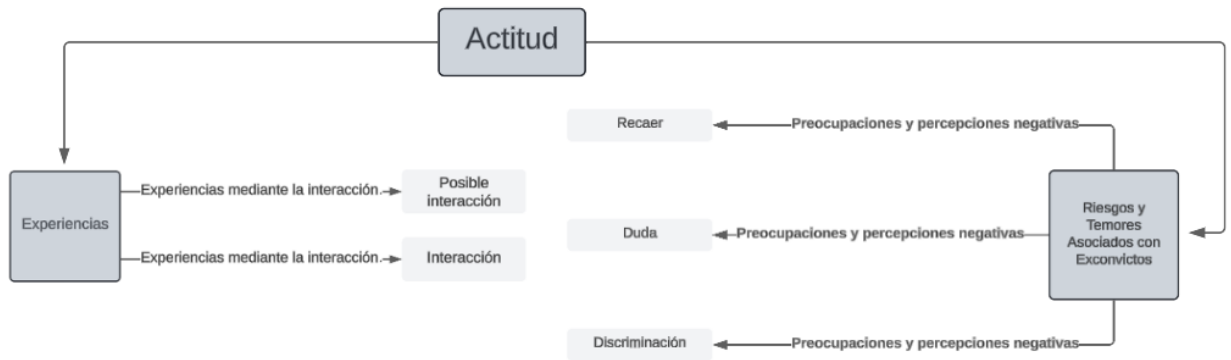 Actitud
Recaer
Preocupaciones y percepciones negativas
Experiencias
Experiencias mediante la interacción.
Posible
interacción
Experiencias mediante la interacción.
Interacción
Duda
Preocupaciones y percepciones negativas
Riesgos y
Temores
Asociados con
Exconvictos
Discriminación
Preocupaciones y percepciones negativas